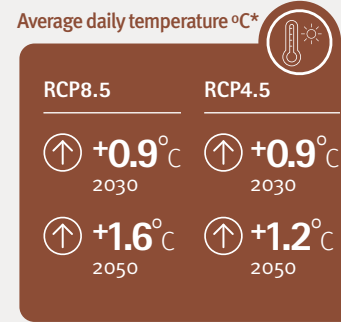 Average daily temperature ºC*
RCP8.5 RCP4.5
+0.9°C +0.9°C
2030 2030
+1.6°C +1.2°C
2050 2050